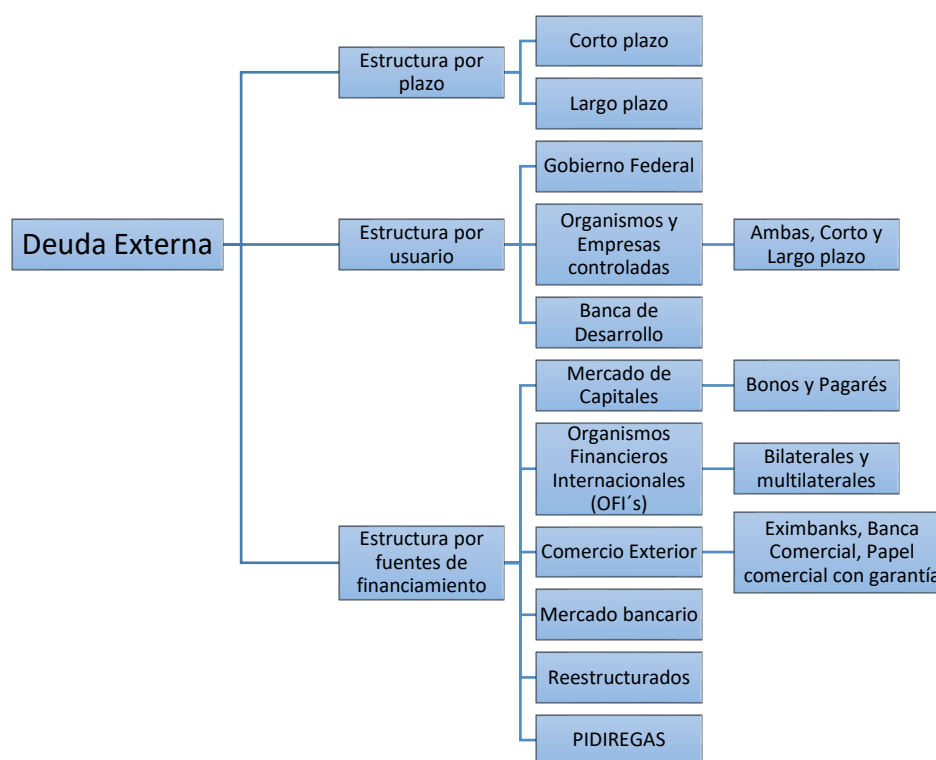 Deuda Externa
Estructura por
plazo
Corto plazo
Largo plazo
Estructura por
usuario
Gobierno Federal
Organismos y
Empresas
controladas
Ambas, Corto y
Largo plazo
Banca de
Desarrollo
Estructura por
fuentes de
financiamiento
Mercado de
Capitales
Bonos y Pagarés
Organismos
Financieros
Internacionales
(OFI´s)
Bilaterales y
multilaterales
Comercio Exterior
Eximbanks, Banca
Comercial, Papel
comercial con garantía
Mercado bancario
Reestructurados
PIDIREGAS